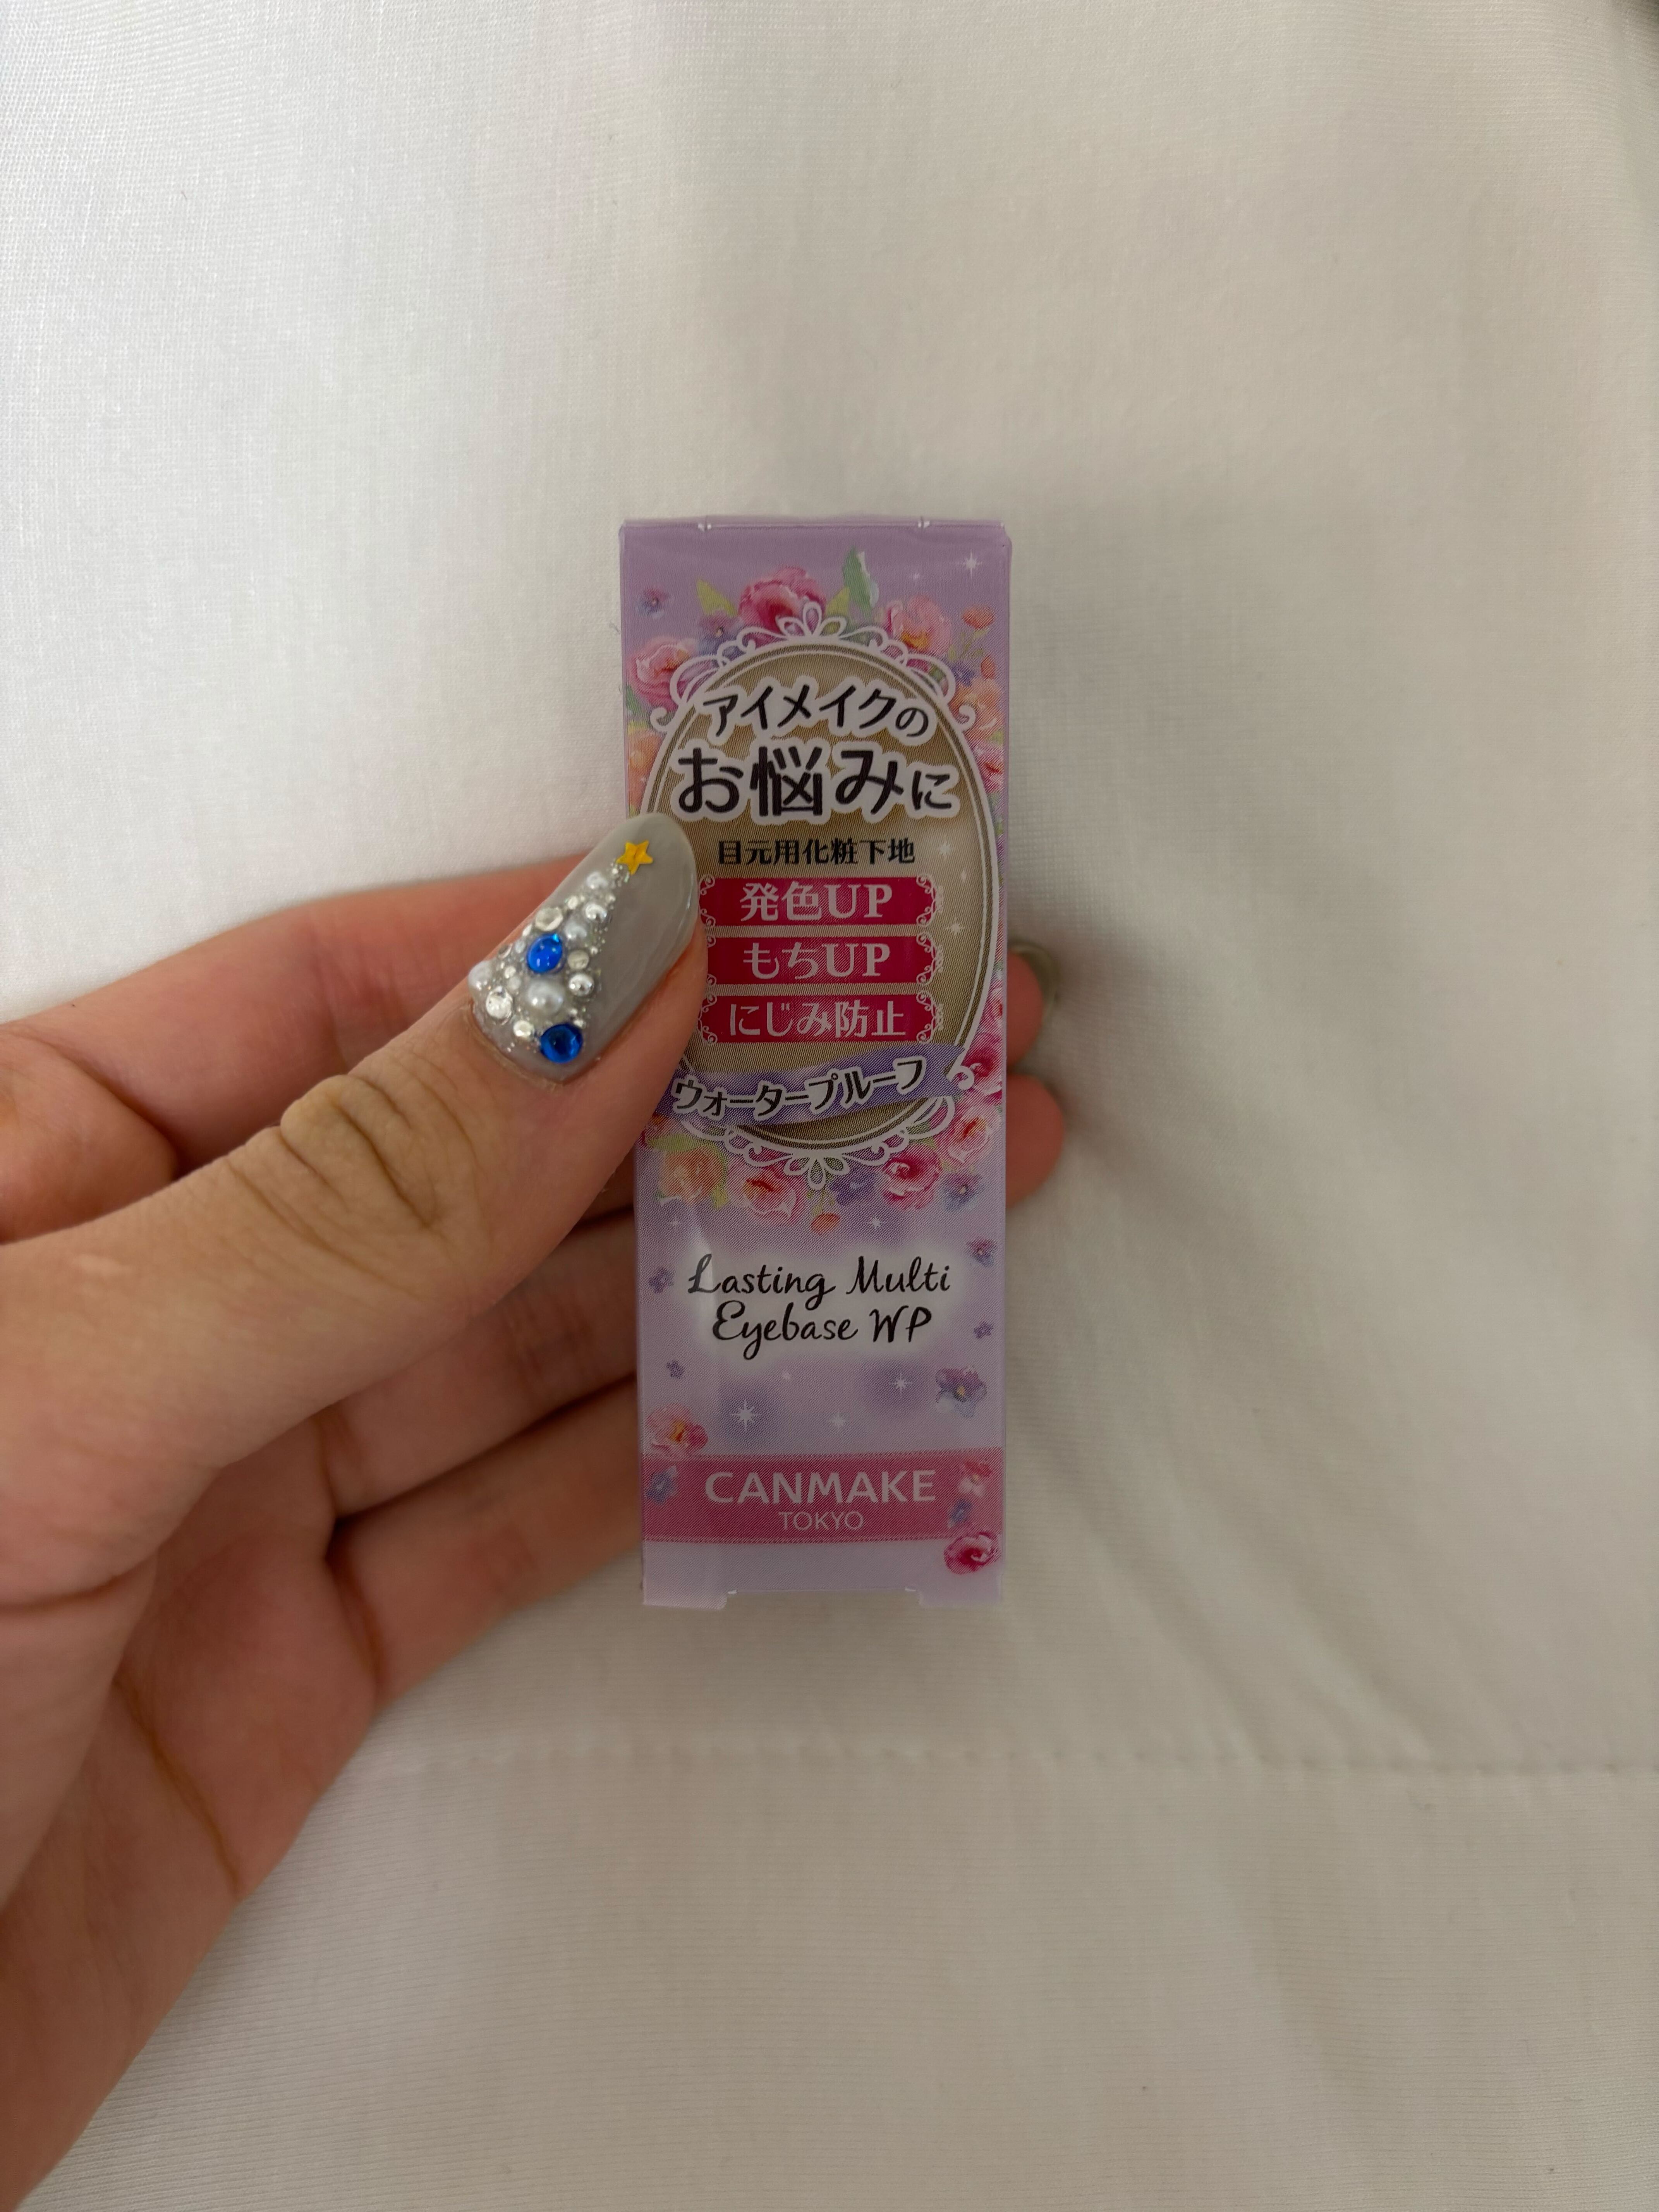 アイメイクの
お悩みに
目元用化粧下地
発色UP
もちUP
にじみ防止
ウォータープルーフ
Lasting Multi
Eyebase WP
CANMAKE
TOKYO